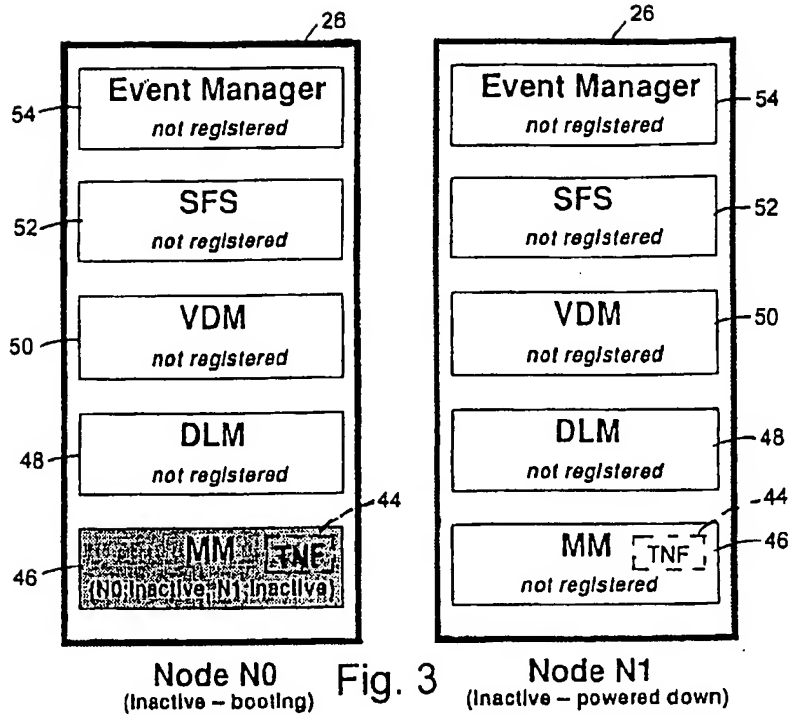 26
Event Manager
not registered
54
SFS
not registered
52
VDM
not registered
50
DLM
not registered
48
44
MM TNF
(N0:Inactive, N1:Inactive)
46
Node N0
(Inactive – booting)
Fig. 3
26
Event Manager
not registered
54
SFS
not registered
52
VDM
not registered
50
DLM
not registered
48
44
MM TNF
not registered
46
Node N1
(Inactive – powered down)